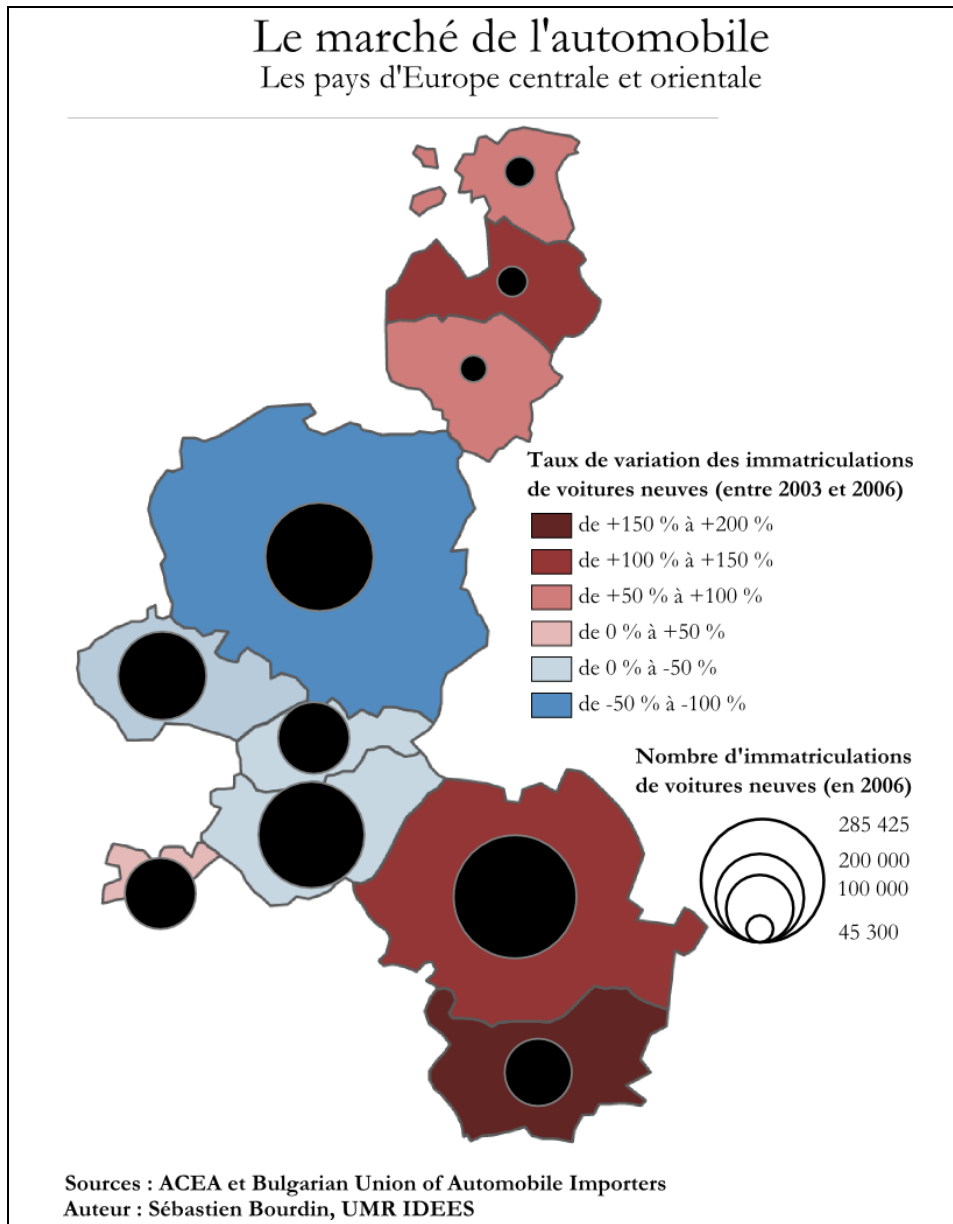 Le marché de l'automobile
Les pays d'Europe centrale et orientale
Taux de variation des immatriculations
de voitures neuves (entre 2003 et 2006)
de +150 % à +200 %
de +100 % à +150 %
de +50 % à +100 %
de 0 % à +50 %
de 0 % à -50 %
de -50 % à -100 %
Nombre d'immatriculations
de voitures neuves (en 2006)
285 425
200 000
100 000
45 300
Sources : ACEA et Bulgarian Union of Automobile Importers
Auteur : Sébastien Bourdin, UMR IDEES